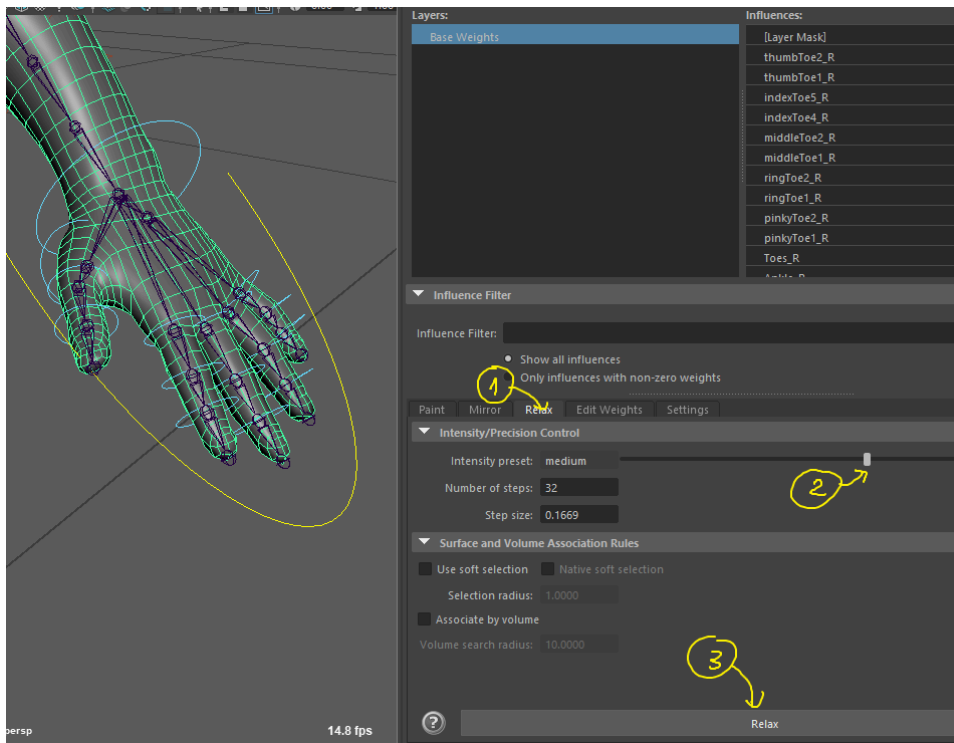 Layers:
Influences:
Base Weights
[Layer Mask]
thumbToe2_R
thumbToe1_R
indexToe5_R
indexToe4_R
middleToe2_R
middleToe1_R
ringToe2_R
ringToe1_R
pinkyToe2_R
pinkyToe1_R
Toes_R
Influence Filter
Influence Filter:
Show all influences
Only influences with non-zero weights
1
Paint Mirror Relax Edit Weights Settings
Intensity/Precision Control
Intensity preset: medium
2
Number of steps: 32
Step size: 0.1669
Surface and Volume Association Rules
Use soft selection Native soft selection
Selection radius: 1.0000
Associate by volume
Volume search radius: 10.0000
3
Relax
persp
14.8 fps